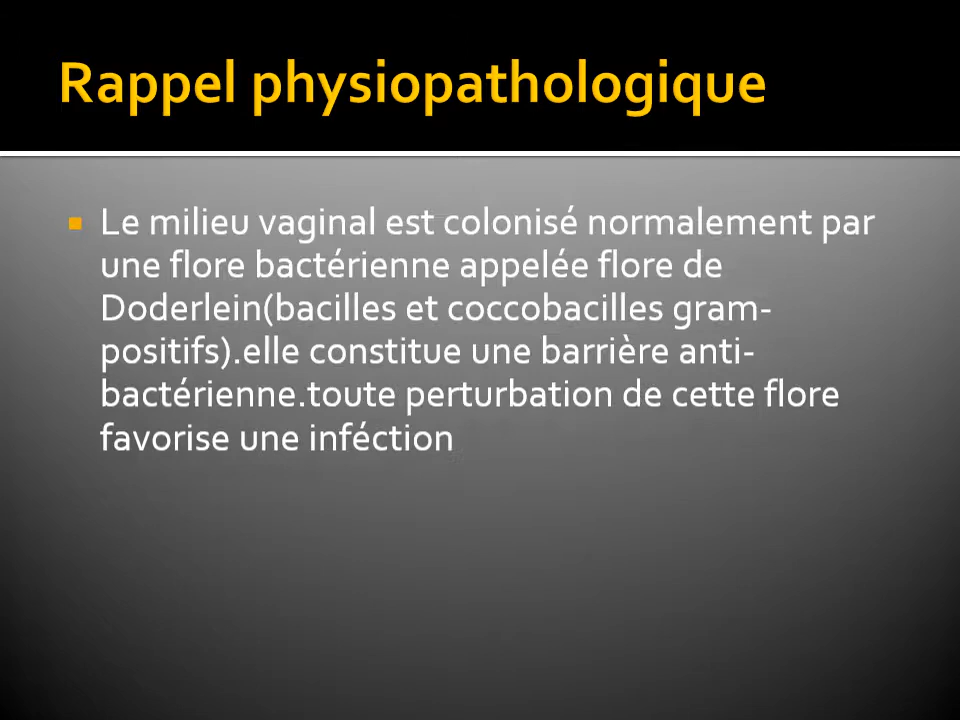 Rappel physiopathologique
Le milieu vaginal est colonisé normalement par
une flore bactérienne appelée flore de
Doderlein(bacilles et coccobacilles gram-
positifs).elle constitue une barrière anti-
bactérienne.toute perturbation de cette flore
favorise une inféction